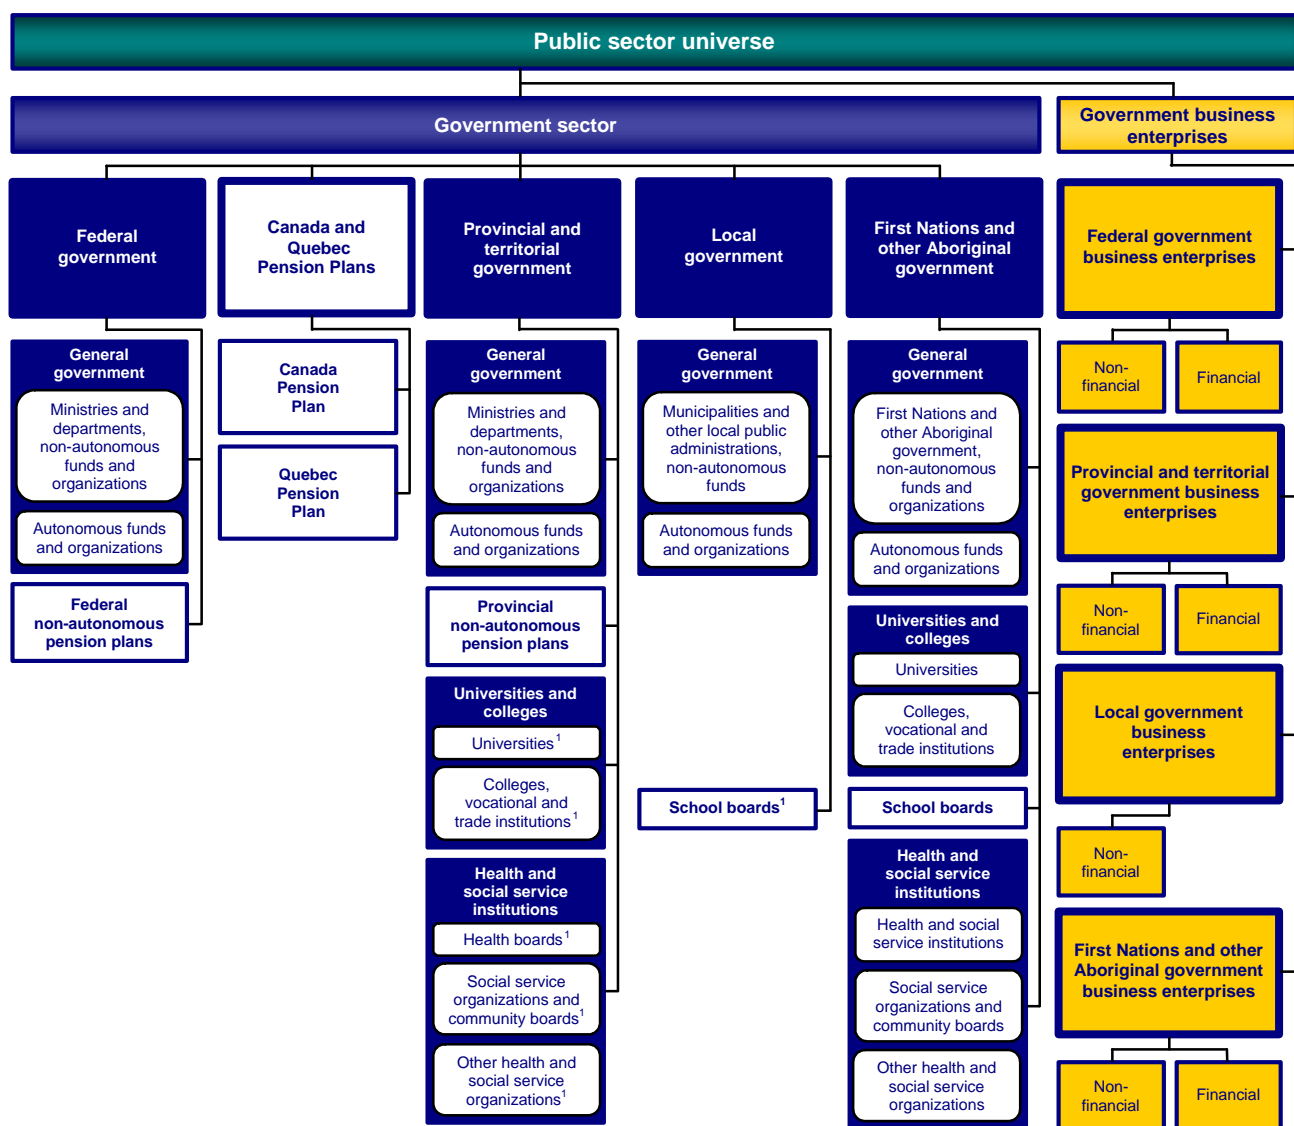 Public sector universe
Government sector
Government business
enterprises
Federal
government
Canada and
Quebec
Pension Plans
Provincial and
territorial
government
Local
government
First Nations and
other Aboriginal
government
Federal government
business enterprises
General
government
Ministries and
departments,
non-autonomous
funds and
organizations
Autonomous funds
and organizations
Federal
non-autonomous
pension plans
Canada
Pension
Plan
Quebec
Pension
Plan
General
government
Ministries and
departments,
non-autonomous
funds and
organizations
Autonomous funds
and organizations
Provincial
non-autonomous
pension plans
Universities and
colleges
Universities1
Colleges,
vocational and
trade institutions1
Health and
social service
institutions
Health boards1
Social service
organizations and
community boards1
Other health and
social service
organizations1
General
government
Municipalities and
other local public
administrations,
non-autonomous
funds
Autonomous funds
and organizations
School boards1
General
government
First Nations and
other Aboriginal
government,
non-autonomous
funds and
organizations
Autonomous funds
and organizations
Universities and
colleges
Universities
Colleges,
vocational and
trade institutions
School boards
Health and
social service
institutions
Health and social
service institutions
Social service
organizations and
community boards
Other health and
social service
organizations
Non-
financial
Financial
Provincial and territorial
government business
enterprises
Non-
financial
Financial
Local government
business
enterprises
Non-
financial
First Nations and other
Aboriginal government
business enterprises
Non-
financial
Financial